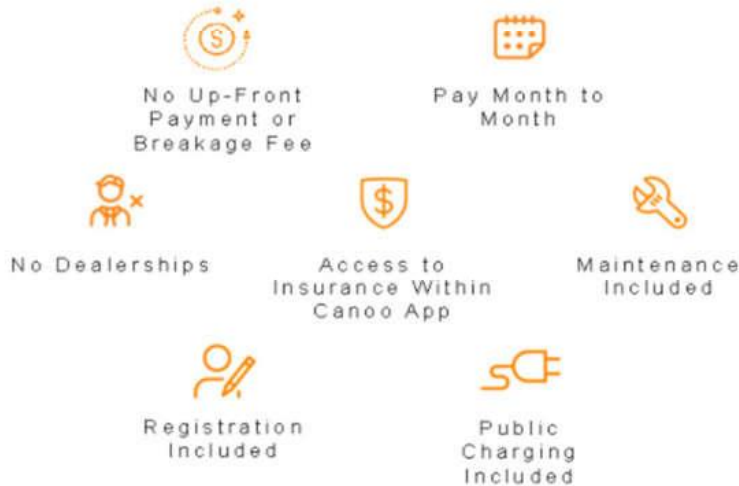 No Up-Front
Payment or
Breakage Fee
Pay Month to
Month
No Dealerships
Access to
Insurance Within
Canoo App
Maintenance
Included
Registration
Included
Public
Charging
Included